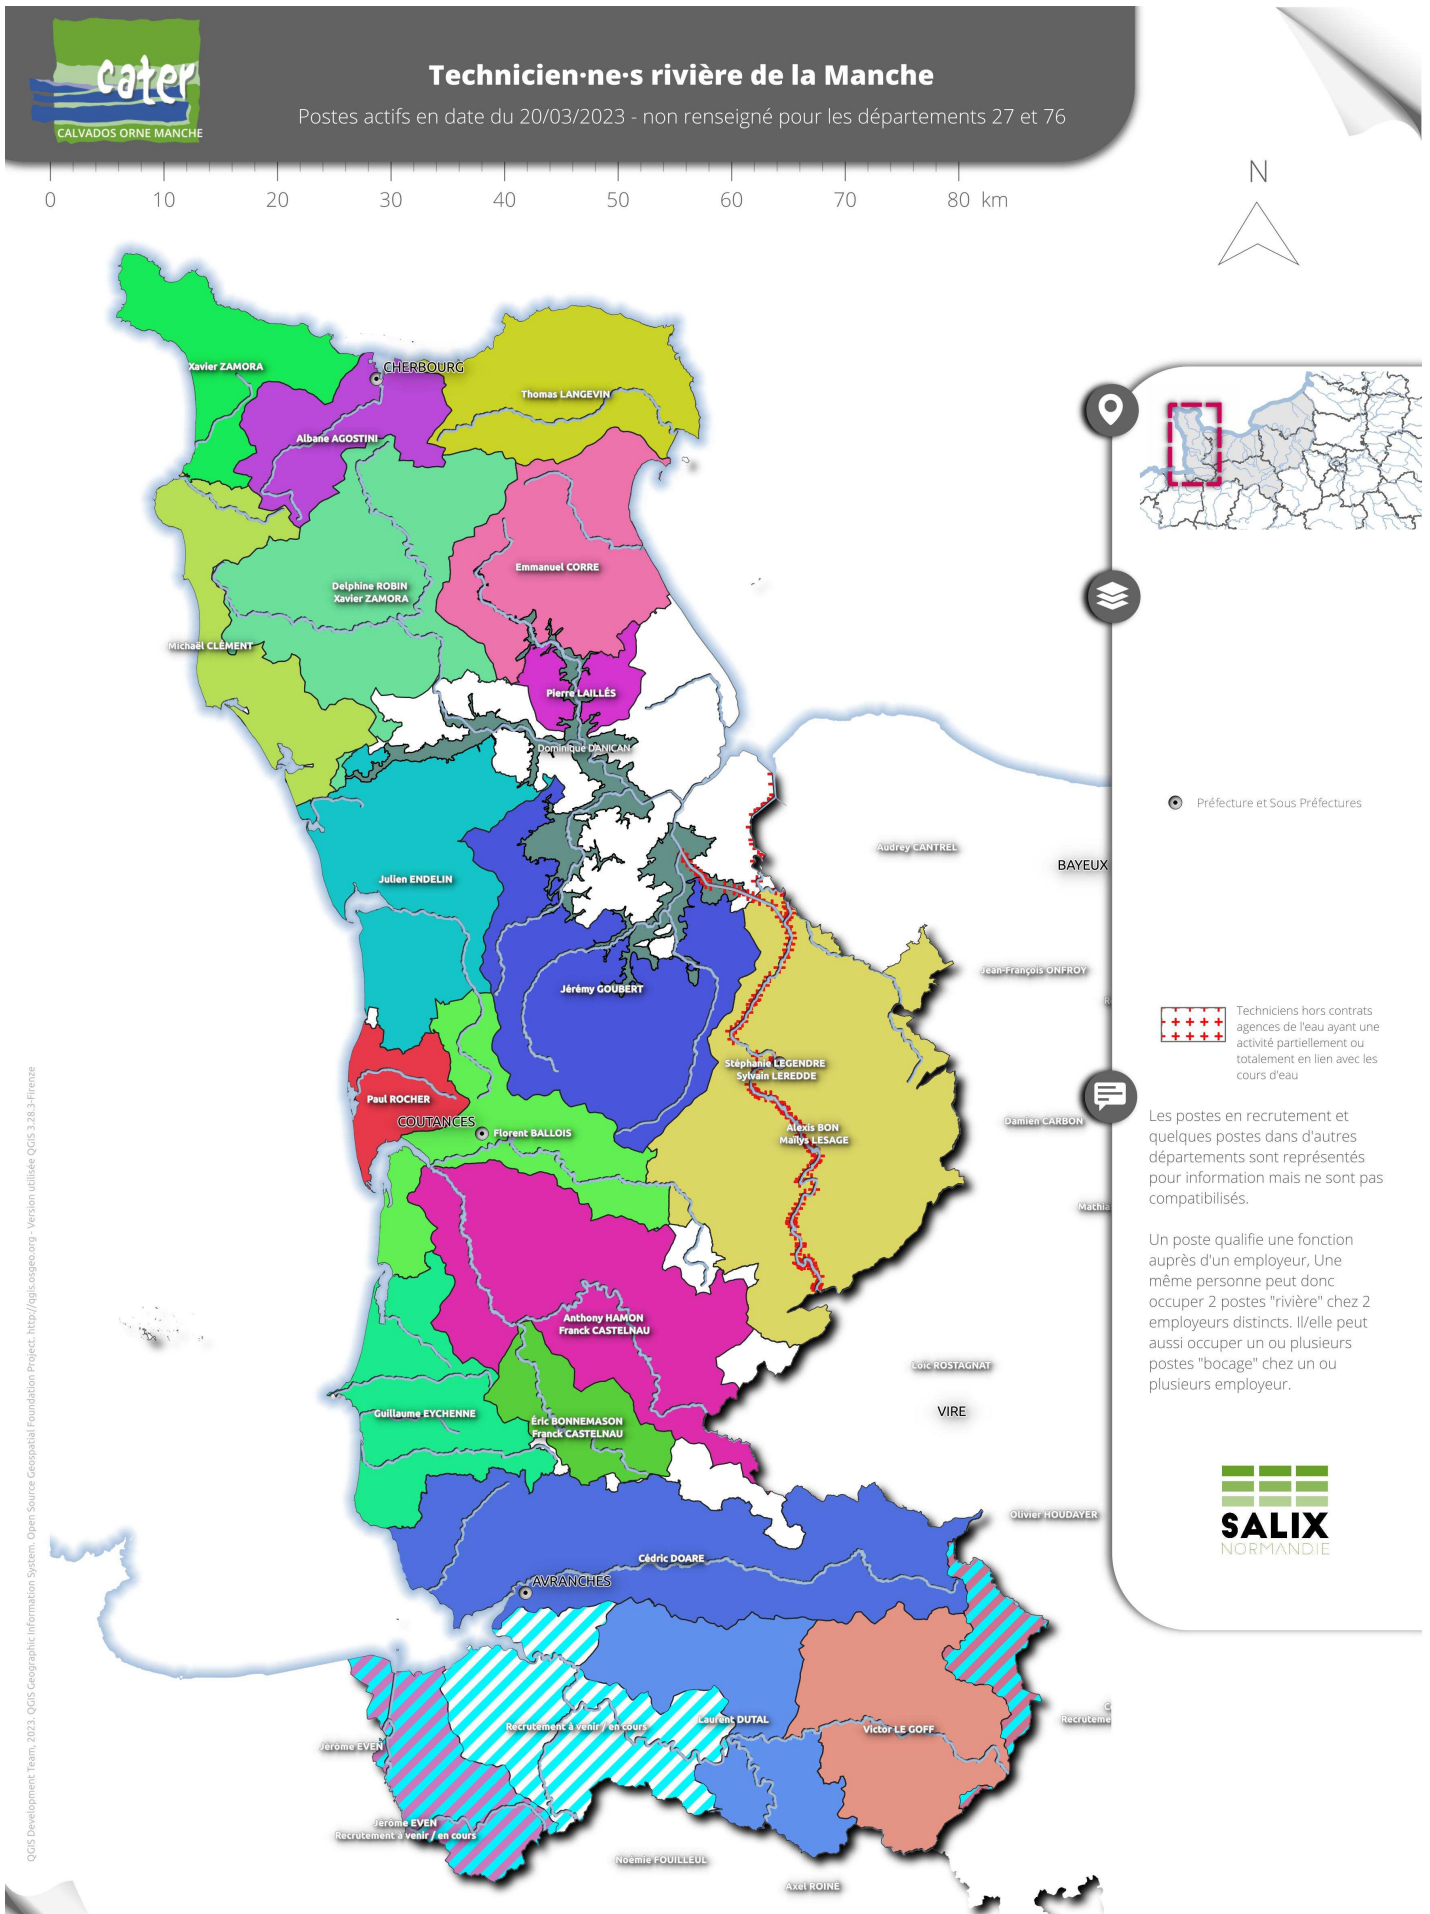 cater
CALVADOS ORNE MANCHE
Technicien·ne·s rivière de la Manche
Postes actifs en date du 20/03/2023 - non renseigné pour les départements 27 et 76
0 10 20 30 40 50 60 70 80 km
N
Xavier ZAMORA
CHERBOURG
Thomas LANGEVIN
Albane AGOSTINI
Emmanuel CORRE
Delphine ROBIN
Xavier ZAMORA
Michaël CLÉMENT
Pierre LAILLÉS
Dominique DANICAN
Préfecture et Sous Préfectures
Audrey CANTREL
BAYEUX
Julien ENDELIN
Jean-François ONFROY
Jérémy GOUBERT
Techniciens hors contrats
agences de l'eau ayant une
activité partiellement ou
totalement en lien avec les
cours d'eau
Stéphanie LEGENDRE
Sylvain LEREDDE
Paul ROCHER
COUTANCES
Florent BALLOIS
Alexis BON
Maïlys LESAGE
Damien CARBON
Mathia
Les postes en recrutement et
quelques postes dans d'autres
départements sont représentés
pour information mais ne sont pas
compatibilisés.
Un poste qualifie une fonction
auprès d'un employeur, Une
même personne peut donc
occuper 2 postes "rivière" chez 2
employeurs distincts. Il/elle peut
aussi occuper un ou plusieurs
postes "bocage" chez un ou
plusieurs employeur.
Anthony HAMON
Franck CASTELNAU
Loïc ROSTAGNAT
VIRE
Guillaume EYCHENNE
Éric BONNEMASON
Franck CASTELNAU
Olivier HOUDAYER
SALIX
NORMANDIE
Cédric DOARE
AVRANCHES
Recrutement à venir / en cours
Laurent DUTAL
Victor LE GOFF
Recruteme
Jérôme EVEN
Jérôme EVEN
Recrutement à venir / en cours
Noémie FOUILLEUL
Axel ROINE
QGIS Development Team, 2023. QGIS Geographic Information System. Open Source Geospatial Foundation Project. http://qgis.osgeo.org - Version utilisée QGIS 3.28.3-Firenze